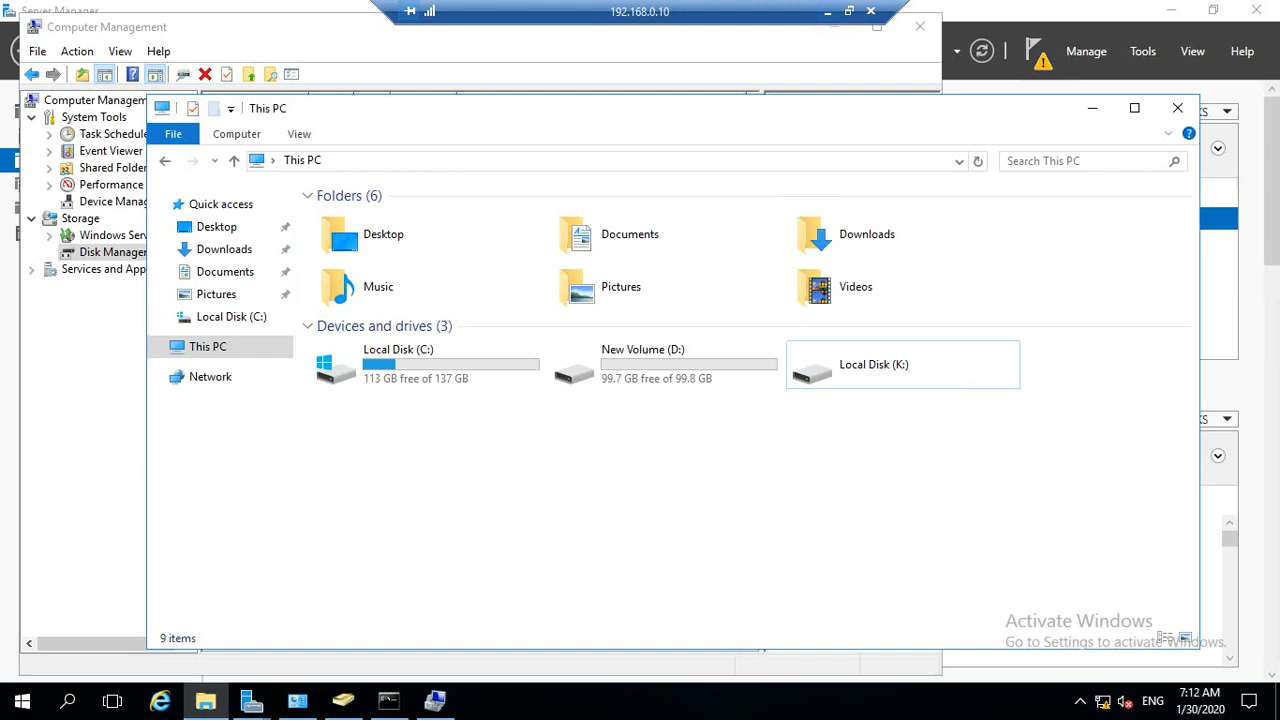 Server Manager
192.168.0.10
Computer Management
File Action View Help
Manage Tools View Help
Computer Managem
System Tools
Task Schedule
Event Viewer
Shared Folder
Performance
Device Manag
Storage
Windows Serv
Disk Manager
Services and App
This PC
File Computer View
This PC
Search This PC
Quick access
Desktop
Downloads
Documents
Pictures
Local Disk (C:)
This PC
Network
Folders (6)
Desktop Documents Downloads
Music Pictures Videos
Devices and drives (3)
Local Disk (C:)
113 GB free of 137 GB
New Volume (D:)
99.7 GB free of 99.8 GB
Local Disk (K:)
KS
KS
9 items
Activate Windows
Go to Settings to activate Windows.
ENG
7:12 AM
1/30/2020